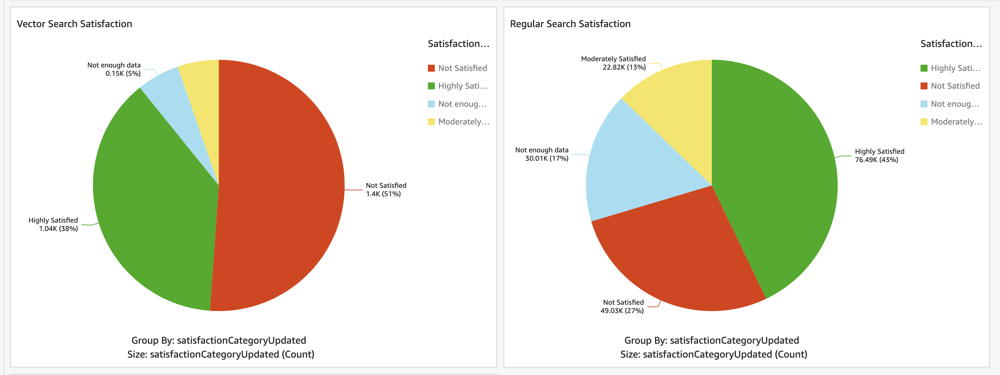 Vector Search Satisfaction
Satisfaction...
Not Satisfied
Highly Sati...
Not enoug...
Moderately...
Not enough data
0.15K (5%)
Not Satisfied
1.4K (51%)
Highly Satisfied
1.04K (38%)
Group By: satisfactionCategoryUpdated
Size: satisfactionCategoryUpdated (Count)
Regular Search Satisfaction
Satisfaction...
Highly Sati...
Not Satisfied
Not enoug...
Moderately...
Moderately Satisfied
22.82K (13%)
Not enough data
30.01K (17%)
Highly Satisfied
76.49K (43%)
Not Satisfied
49.03K (27%)
Group By: satisfactionCategoryUpdated
Size: satisfactionCategoryUpdated (Count)